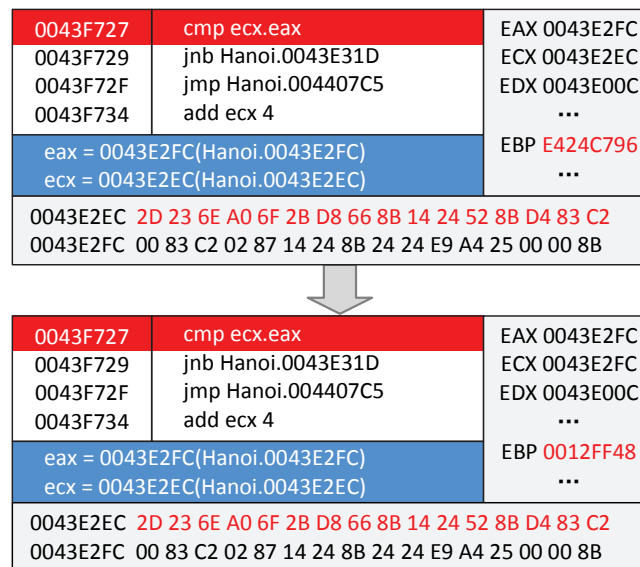 0043F727 cmp ecx.eax EAX 0043E2FC
0043F729 jnb Hanoi.0043E31D ECX 0043E2EC
0043F72F jmp Hanoi.004407C5 EDX 0043E00C
0043F734 add ecx 4 ...
eax = 0043E2FC(Hanoi.0043E2FC) EBP E424C796
ecx = 0043E2EC(Hanoi.0043E2EC) ...
0043E2EC 2D 23 6E A0 6F 2B D8 66 8B 14 24 52 8B D4 83 C2
0043E2FC 00 83 C2 02 87 14 24 8B 24 24 E9 A4 25 00 00 8B
0043F727 cmp ecx.eax EAX 0043E2FC
0043F729 jnb Hanoi.0043E31D ECX 0043E2EC
0043F72F jmp Hanoi.004407C5 EDX 0043E00C
0043F734 add ecx 4 ...
eax = 0043E2FC(Hanoi.0043E2FC) EBP 0012FF48
ecx = 0043E2EC(Hanoi.0043E2EC) ...
0043E2EC 2D 23 6E A0 6F 2B D8 66 8B 14 24 52 8B D4 83 C2
0043E2FC 00 83 C2 02 87 14 24 8B 24 24 E9 A4 25 00 00 8B